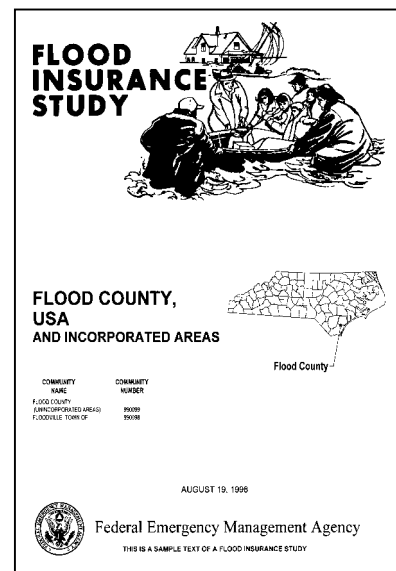 FLOOD
INSURANCE
STUDY
FLOOD COUNTY,
USA
AND INCORPORATED AREAS
Flood County
COMMUNITY NAME COMMUNITY NUMBER
FLOOD COUNTY
(UNINCORPORATED AREAS) 990099
FLOODVILLE TOWN OF 990098
AUGUST 19, 1996
Federal Emergency Management Agency
THIS IS A SAMPLE TEXT OF A FLOOD INSURANCE STUDY